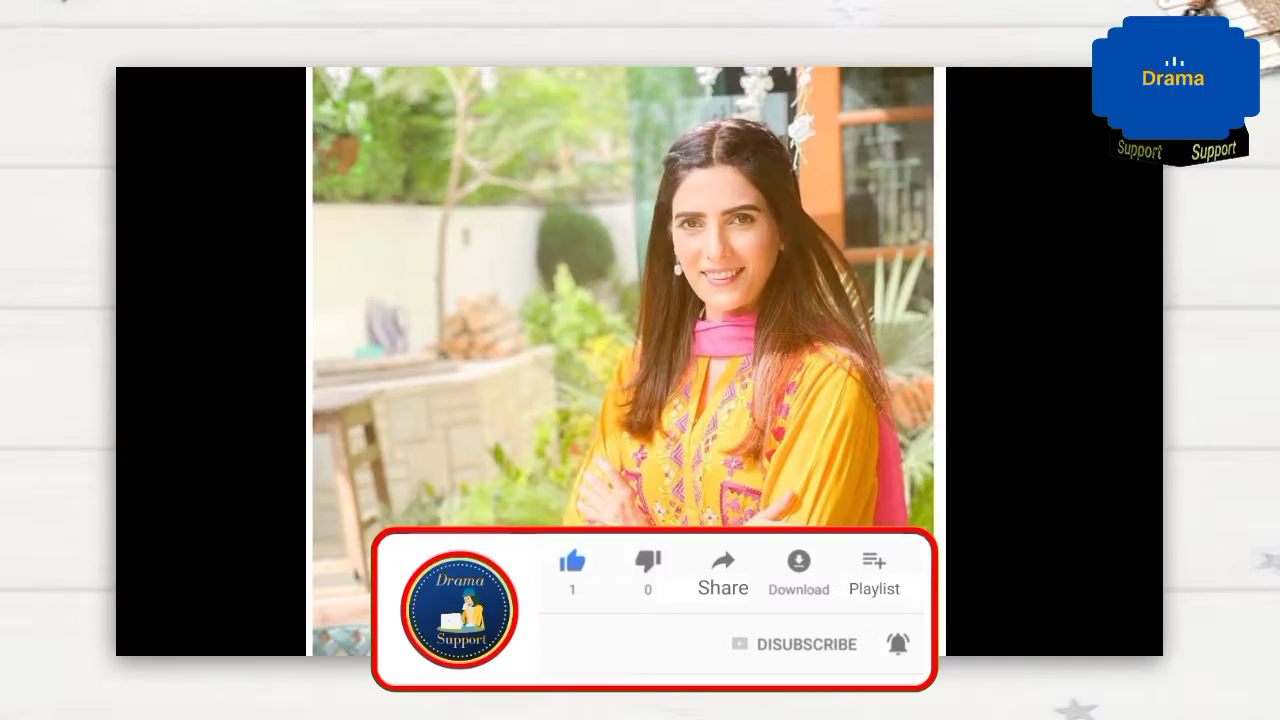 Drama
Support Support
1 0 Share Download Playlist
Drama
Support
DISUBSCRIBE